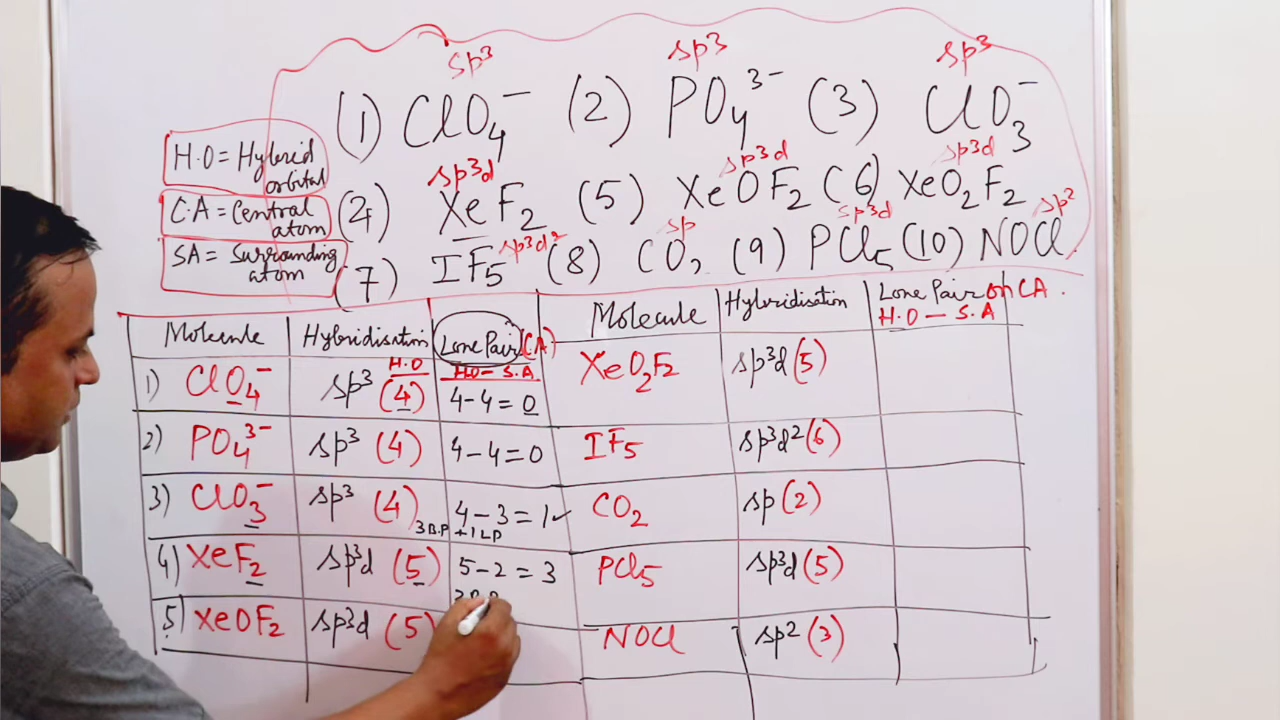 sp³ sp³ sp³
(1) ClO₄⁻ (2) PO₄³⁻ (3) ClO₃⁻
H.O = Hybrid orbital
sp³d sp³d sp³d
C.A = Central atom
(4) XeF₂ (5) XeOF₂ (6) XeO₂F₂
SA = Surrounding atom
sp³d² sp sp³d sp²
(7) IF₅ (8) CO₂ (9) PCl₅ (10) NOCl
Molecule Hybridisation Lone Pair (C.A)
H.O H.O - S.A
1) ClO₄⁻ sp³ (4) 4-4=0
2) PO₄³⁻ sp³ (4) 4-4=0
3) ClO₃⁻ sp³ (4) 4-3=1✓
3B.P +1LP
4) XeF₂ sp³d (5) 5-2=3
5) XeOF₂ sp³d (5)
Molecule Hybridisation Lone Pair on CA.
H.O - S.A
XeO₂F₂ sp³d (5)
IF₅ sp³d² (6)
CO₂ sp (2)
PCl₅ sp³d (5)
NOCl sp² (3)